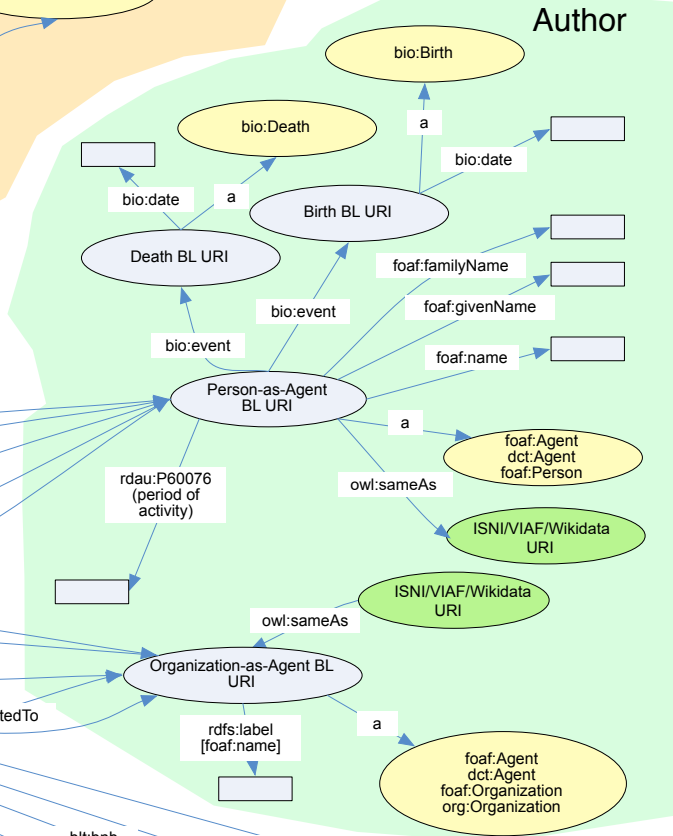 Author
bio:Birth
a
bio:Death
bio:date
a
bio:date
Birth BL URI
Death BL URI
foaf:familyName
bio:event
foaf:givenName
bio:event
foaf:name
Person-as-Agent
BL URI
a
foaf:Agent
dct:Agent
foaf:Person
rdau:P60076
(period of
activity)
owl:sameAs
ISNI/VIAF/Wikidata
URI
ISNI/VIAF/Wikidata
URI
owl:sameAs
Organization-as-Agent BL
URI
tedTo
rdfs:label
[foaf:name]
a
foaf:Agent
dct:Agent
foaf:Organization
org:Organization